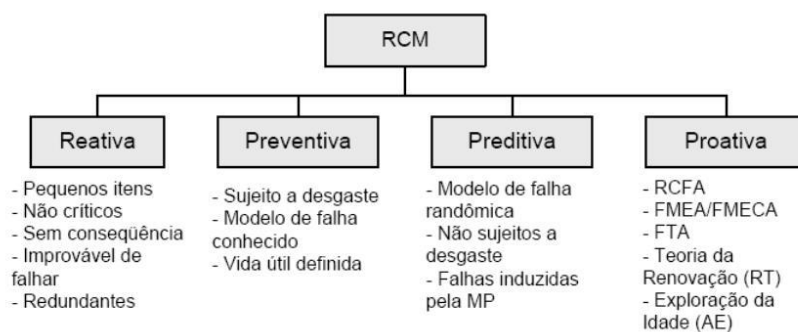 RCM
Reativa
- Pequenos itens
- Não críticos
- Sem conseqüência
- Improvável de
falhar
- Redundantes
Preventiva
- Sujeito a desgaste
- Modelo de falha
conhecido
- Vida útil definida
Preditiva
- Modelo de falha
randômica
- Não sujeitos a
desgaste
- Falhas induzidas
pela MP
Proativa
- RCFA
- FMEA/FMECA
- FTA
- Teoria da
Renovação (RT)
- Exploração da
Idade (AE)